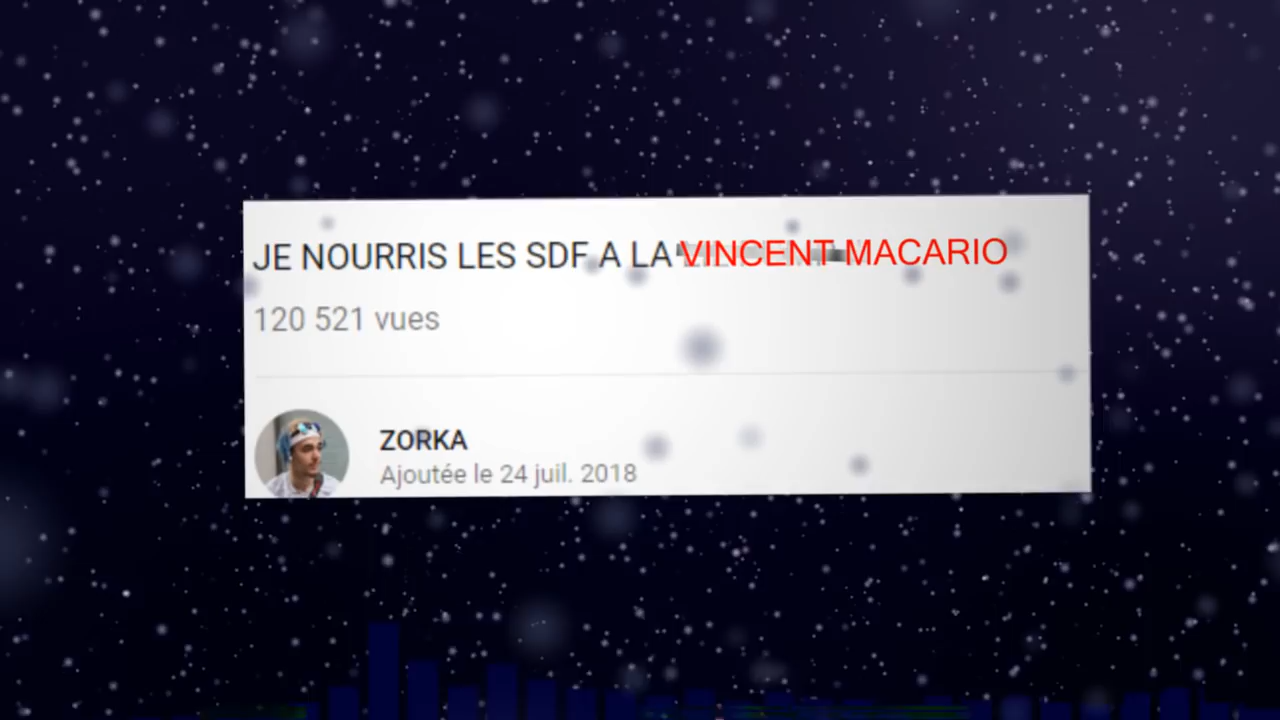 JE NOURRIS LES SDF A LA VINCENT MACARIO
120 521 vues
ZORKA
Ajoutée le 24 juil. 2018